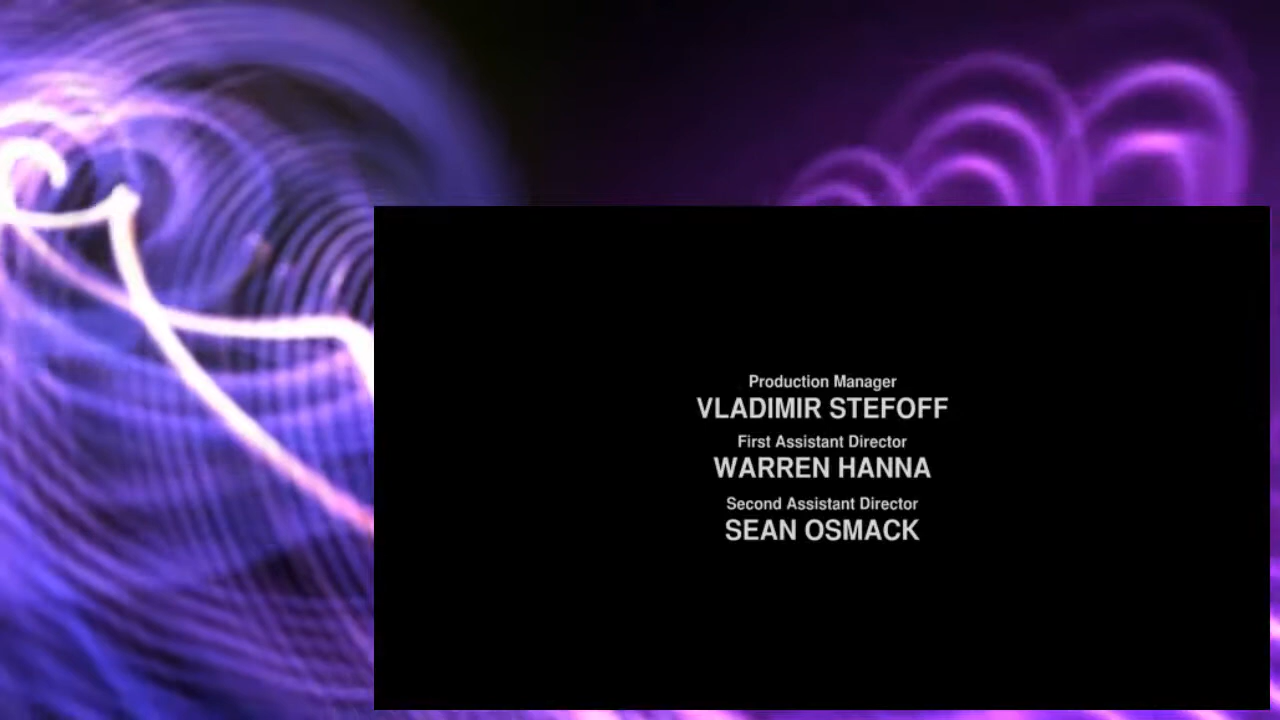 Production Manager
VLADIMIR STEFOFF
First Assistant Director
WARREN HANNA
Second Assistant Director
SEAN OSMACK